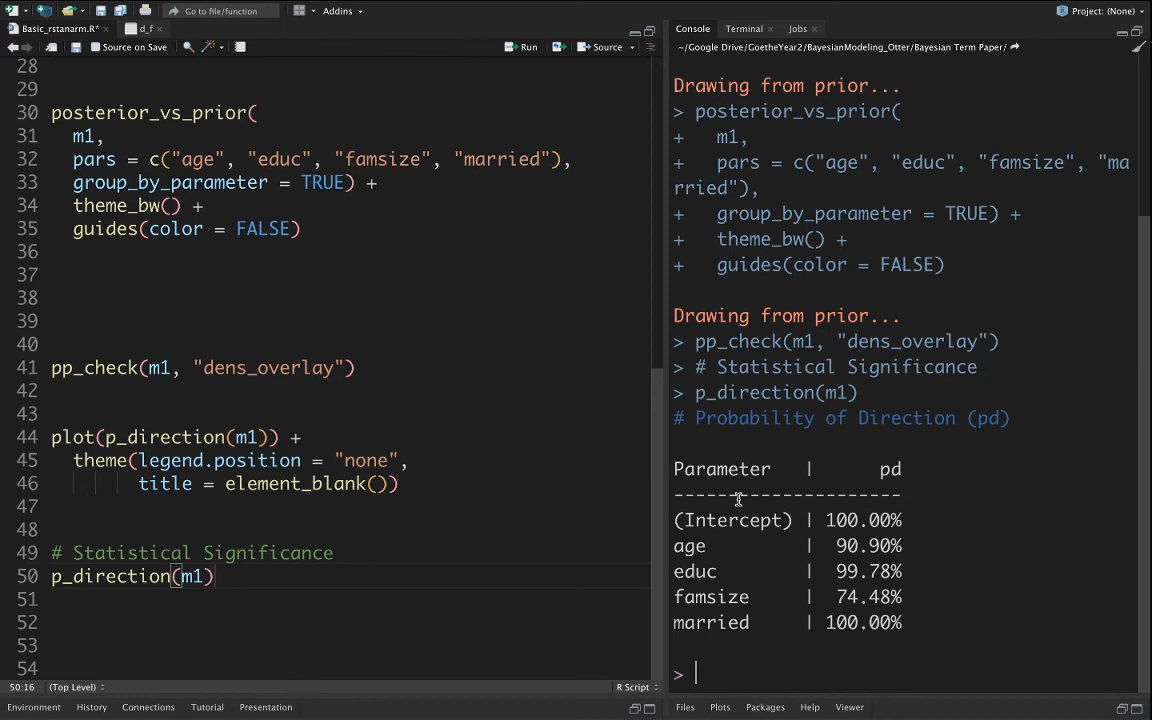 Go to file/function
Addins
Project: (None)
Basic_rstanarm.R*
d_f
Source on Save
Run
Source
28
29
30 posterior_vs_prior(
31 m1,
32 pars = c("age", "educ", "famsize", "married"),
33 group_by_parameter = TRUE) +
34 theme_bw() +
35 guides(color = FALSE)
36
37
38
39
40
41 pp_check(m1, "dens_overlay")
42
43
44 plot(p_direction(m1)) +
45 theme(legend.position = "none",
46 title = element_blank())
47
48
49 # Statistical Significance
50 p_direction(m1)
51
52
53
54
50:16 (Top Level)
R Script
Environment History Connections Tutorial Presentation
Console Terminal Jobs
~/Google Drive/GoetheYear2/BayesianModeling_Otter/Bayesian Term Paper/
Drawing from prior...
> posterior_vs_prior(
+ m1,
+ pars = c("age", "educ", "famsize", "ma
rried"),
+ group_by_parameter = TRUE) +
+ theme_bw() +
+ guides(color = FALSE)
Drawing from prior...
> pp_check(m1, "dens_overlay")
> # Statistical Significance
> p_direction(m1)
# Probability of Direction (pd)
Parameter | pd
---------------------
(Intercept) | 100.00%
age | 90.90%
educ | 99.78%
famsize | 74.48%
married | 100.00%
>
Files Plots Packages Help Viewer